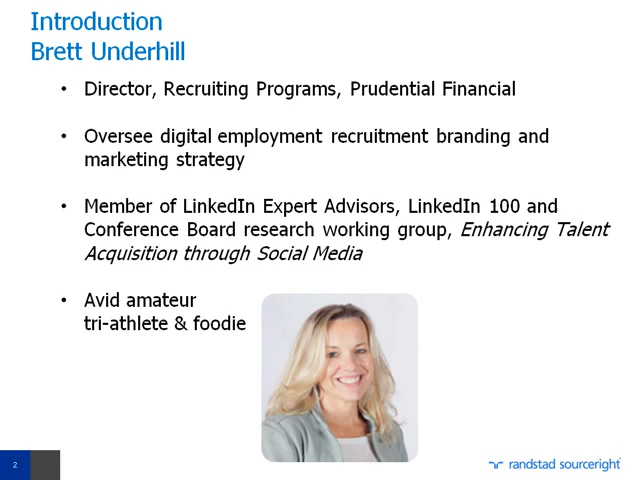 Introduction
Brett Underhill
• Director, Recruiting Programs, Prudential Financial
• Oversee digital employment recruitment branding and
marketing strategy
• Member of LinkedIn Expert Advisors, LinkedIn 100 and
Conference Board research working group, Enhancing Talent
Acquisition through Social Media
• Avid amateur
tri-athlete & foodie
2
randstad sourceright